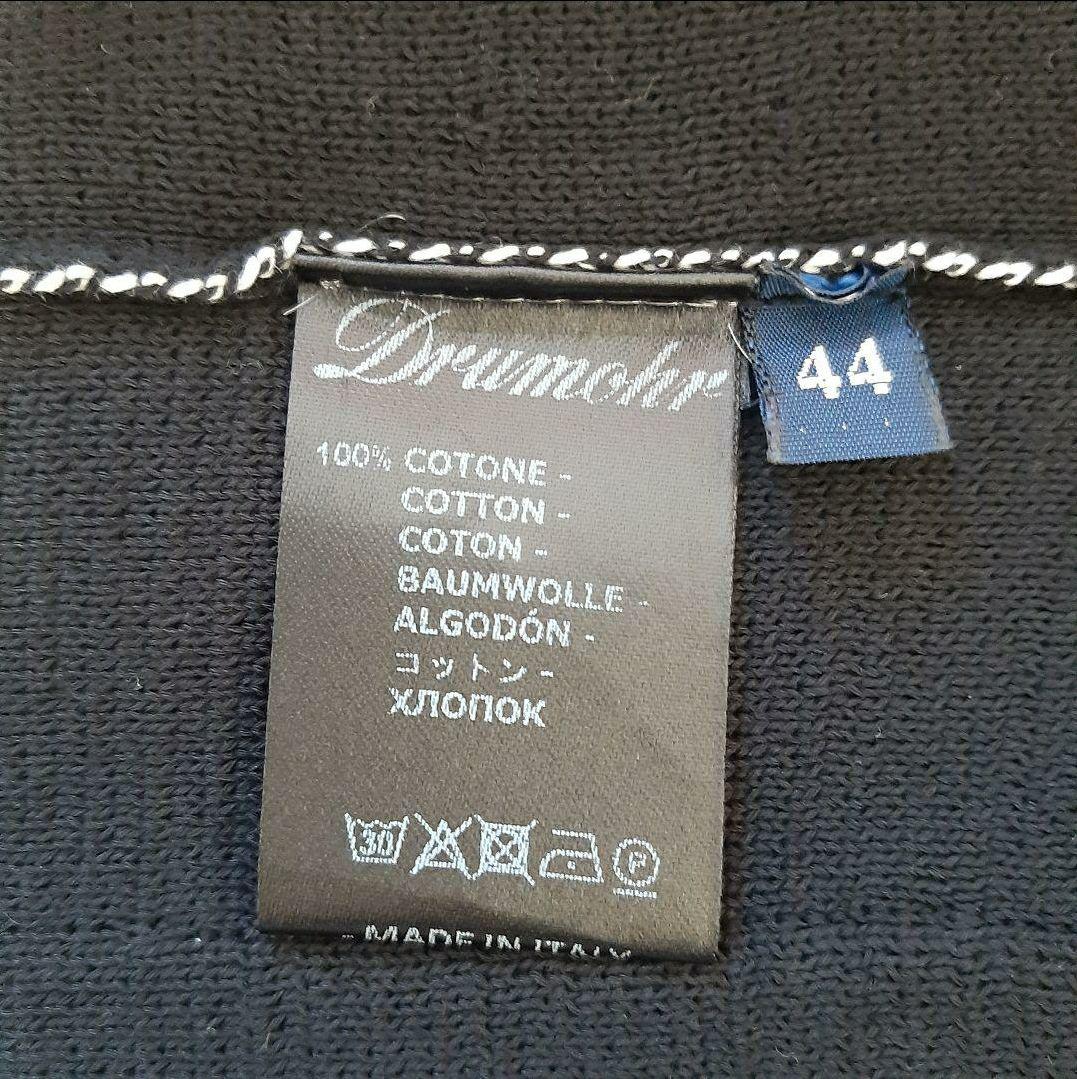 Drumohr
44
100% COTONE -
COTTON -
COTON -
BAUMWOLLE -
ALGODÓN -
コットン -
ХЛОПОК
30
P
- MADE IN ITALY